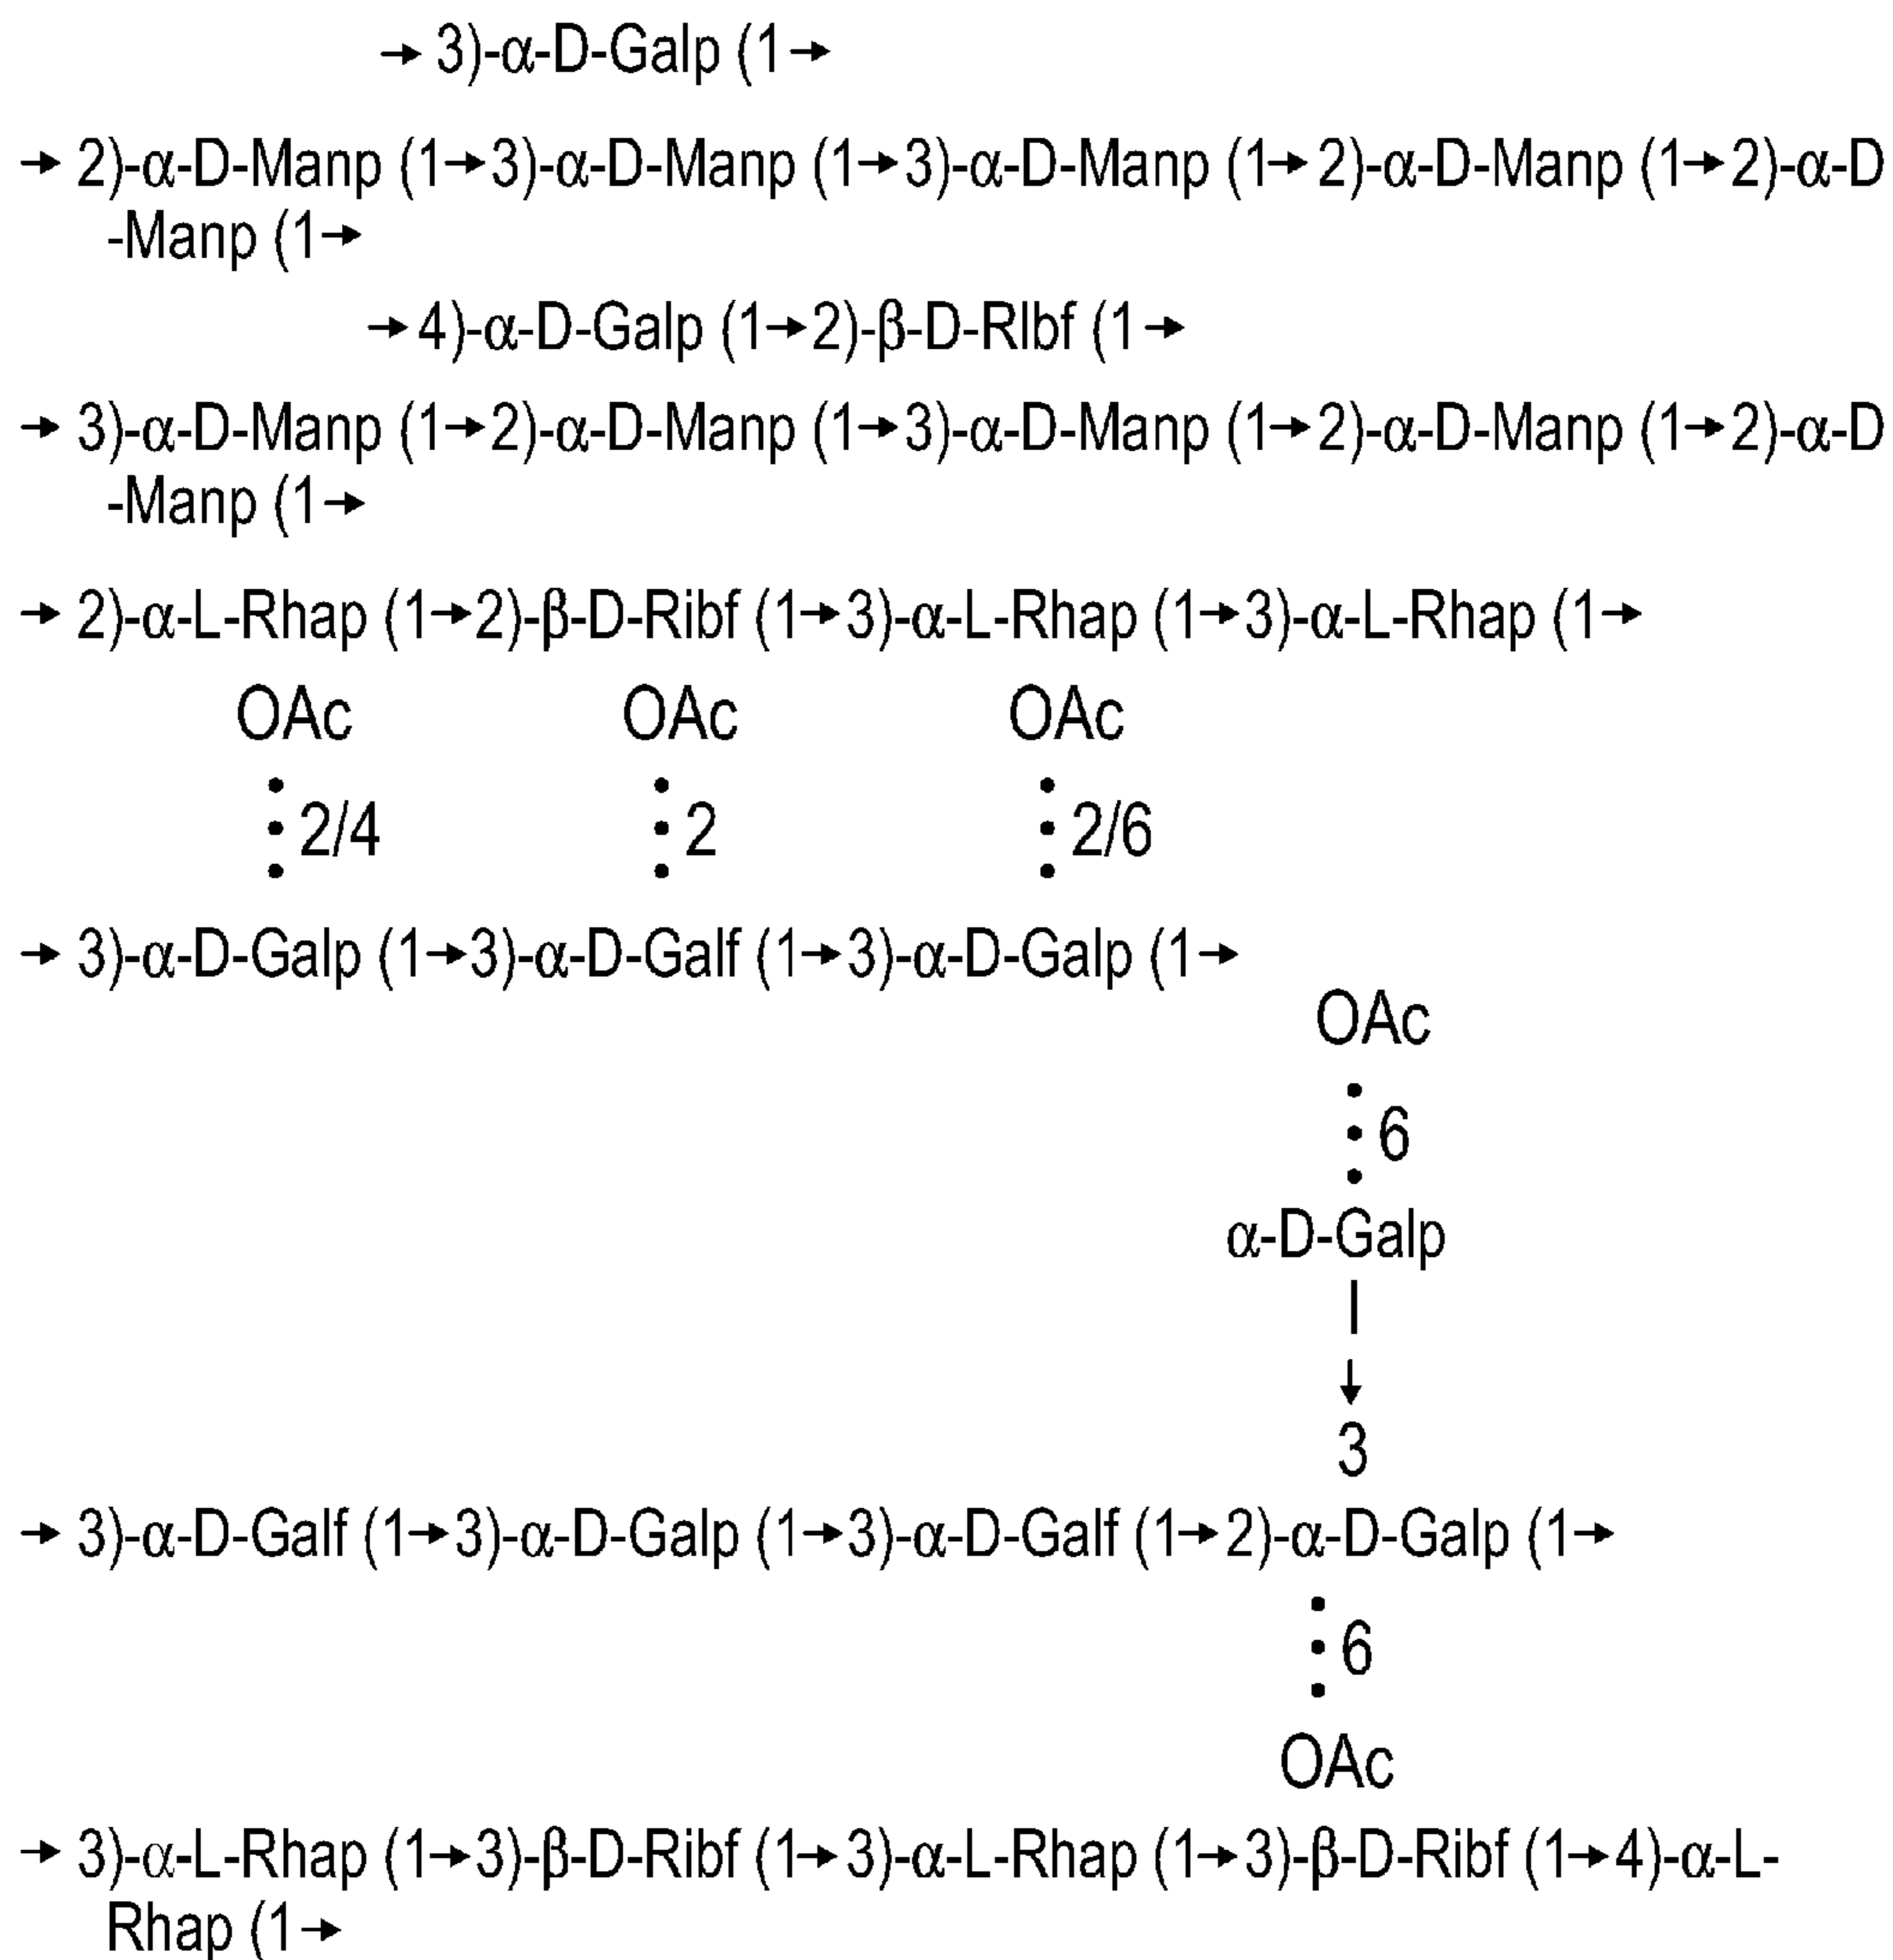 → 3)-α-D-Galp (1→
→ 2)-α-D-Manp (1→3)-α-D-Manp (1→3)-α-D-Manp (1→2)-α-D-Manp (1→2)-α-D
-Manp (1→
→4)-α-D-Galp (1→2)-β-D-RIbf (1→
→ 3)-α-D-Manp (1→2)-α-D-Manp (1→3)-α-D-Manp (1→2)-α-D-Manp (1→2)-α-D
-Manp (1→
→ 2)-α-L-Rhap (1→2)-β-D-Ribf (1→3)-α-L-Rhap (1→3)-α-L-Rhap (1→
OAc OAc OAc
2/4 2 2/6
→ 3)-α-D-Galp (1→3)-α-D-Galf (1→3)-α-D-Galp (1→
OAc
6
α-D-Galp
|
↓
3
→ 3)-α-D-Galf (1→3)-α-D-Galp (1→3)-α-D-Galf (1→2)-α-D-Galp (1→
6
OAc
→ 3)-α-L-Rhap (1→3)-β-D-Ribf (1→3)-α-L-Rhap (1→3)-β-D-Ribf (1→4)-α-L-
Rhap (1→